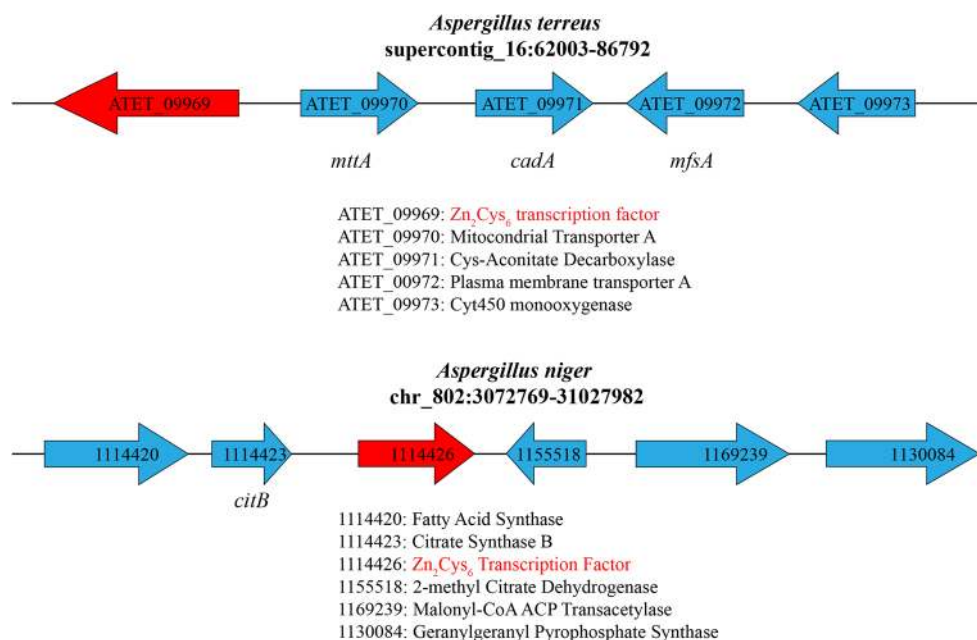 Aspergillus terreus
supercontig_16:62003-86792
ATET_09969 ATET_09970 ATET_09971 ATET_09972 ATET_09973
mttA cadA mfsA
ATET_09969: Zn2Cys6 transcription factor
ATET_09970: Mitocondrial Transporter A
ATET_09971: Cys-Aconitate Decarboxylase
ATET_00972: Plasma membrane transporter A
ATET_09973: Cyt450 monooxygenase
Aspergillus niger
chr_802:3072769-31027982
1114420 1114423 1114426 1155518 1169239 1130084
citB
1114420: Fatty Acid Synthase
1114423: Citrate Synthase B
1114426: Zn2Cys6 Transcription Factor
1155518: 2-methyl Citrate Dehydrogenase
1169239: Malonyl-CoA ACP Transacetylase
1130084: Geranylgeranyl Pyrophosphate Synthase